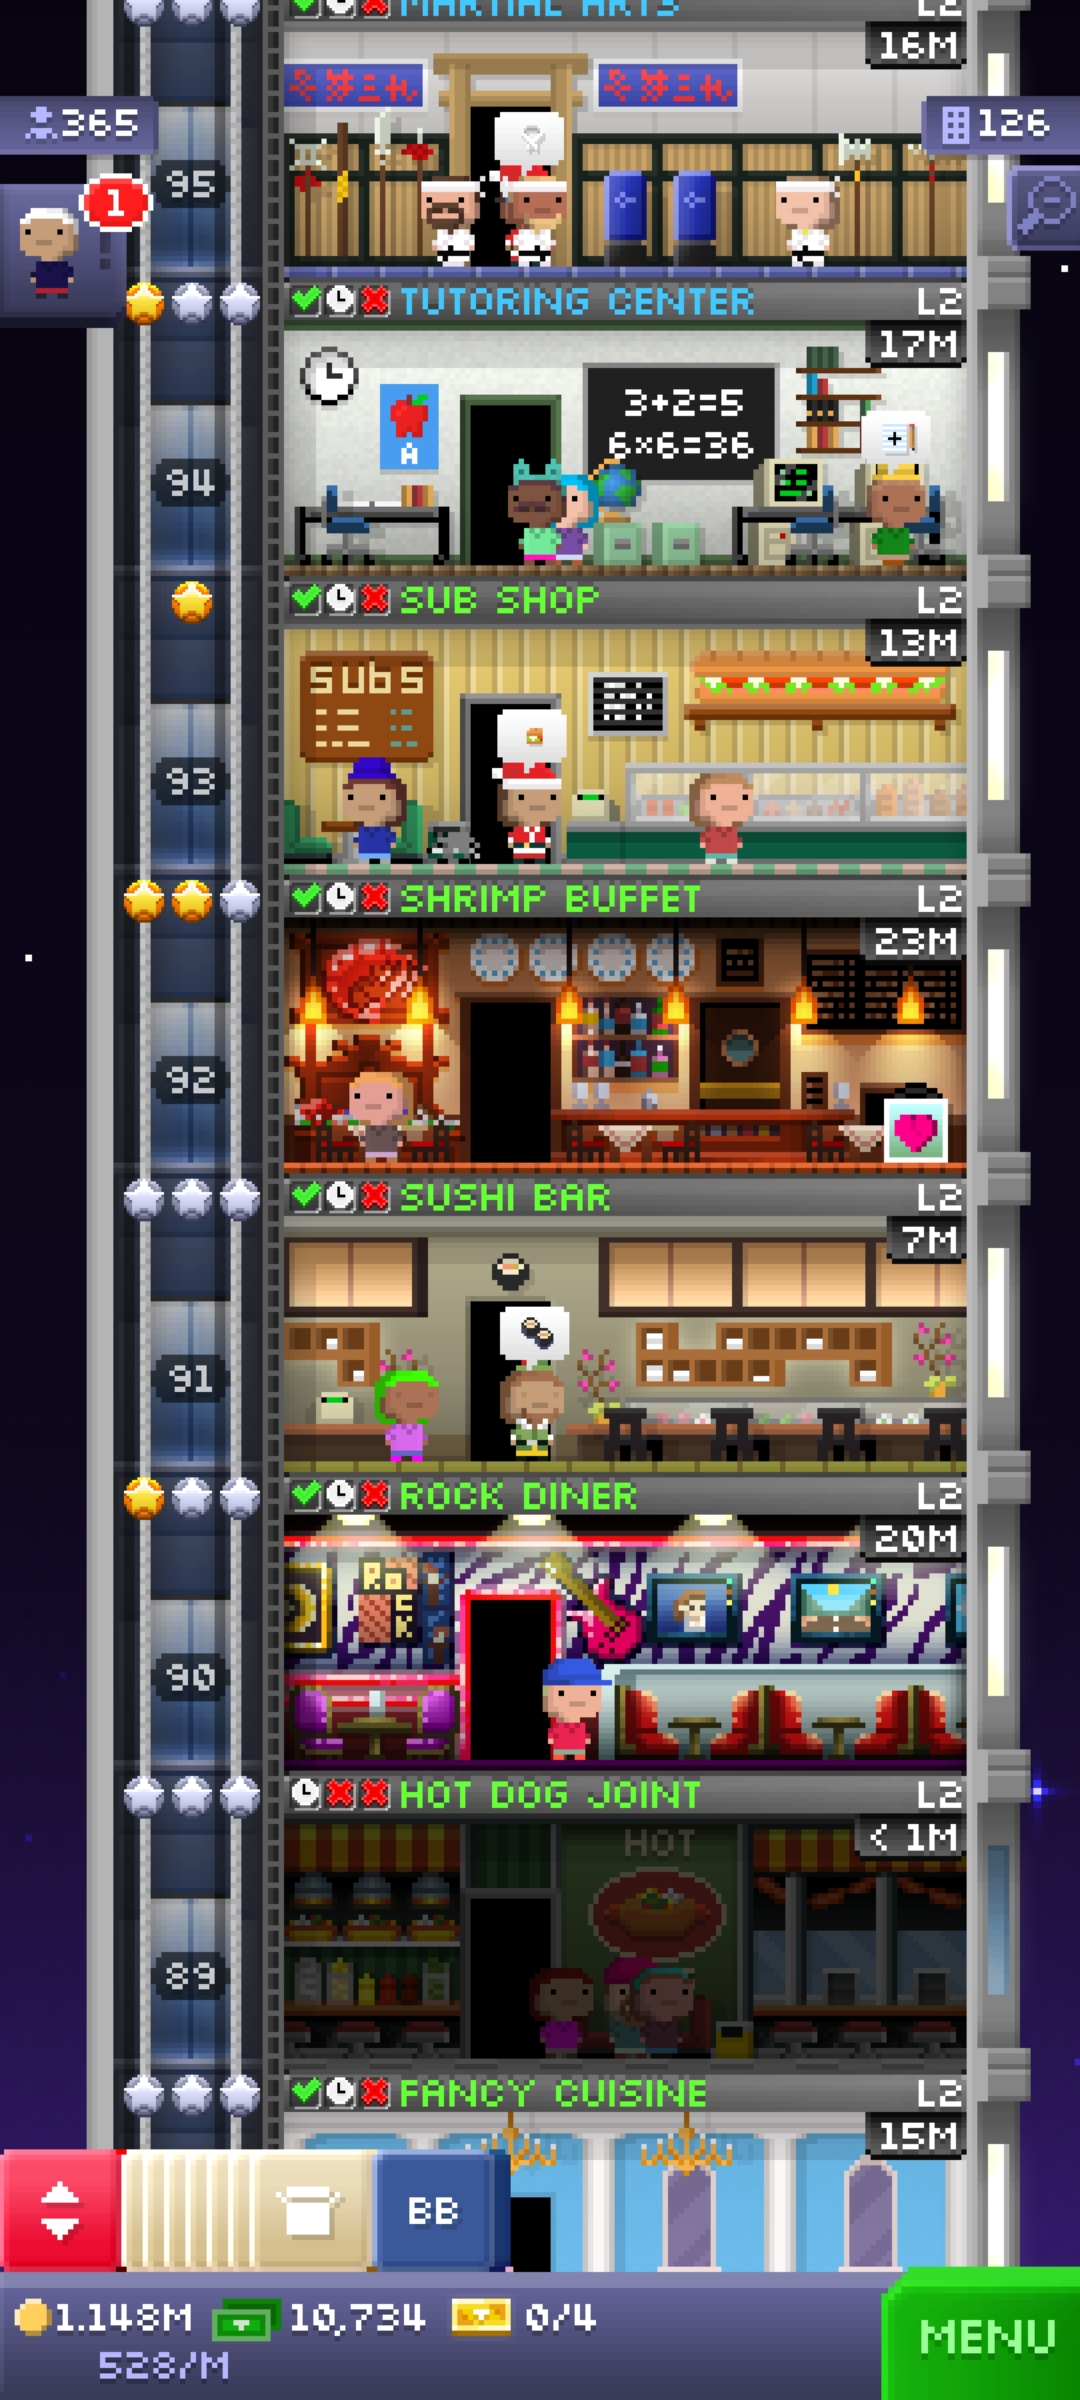 MARTIAL ARTS L2
16M
365
126
1
95
TUTORING CENTER L2
17M
3+2=5
6×6=36
A
94
SUB SHOP L2
13M
subs
93
SHRIMP BUFFET L2
23M
92
SUSHI BAR L2
7M
91
ROCK DINER L2
20M
ROCK
90
HOT DOG JOINT L2
< 1M
HOT
89
FANCY CUISINE L2
15M
BB
1.148M 10,734 0/4
528/M
MENU